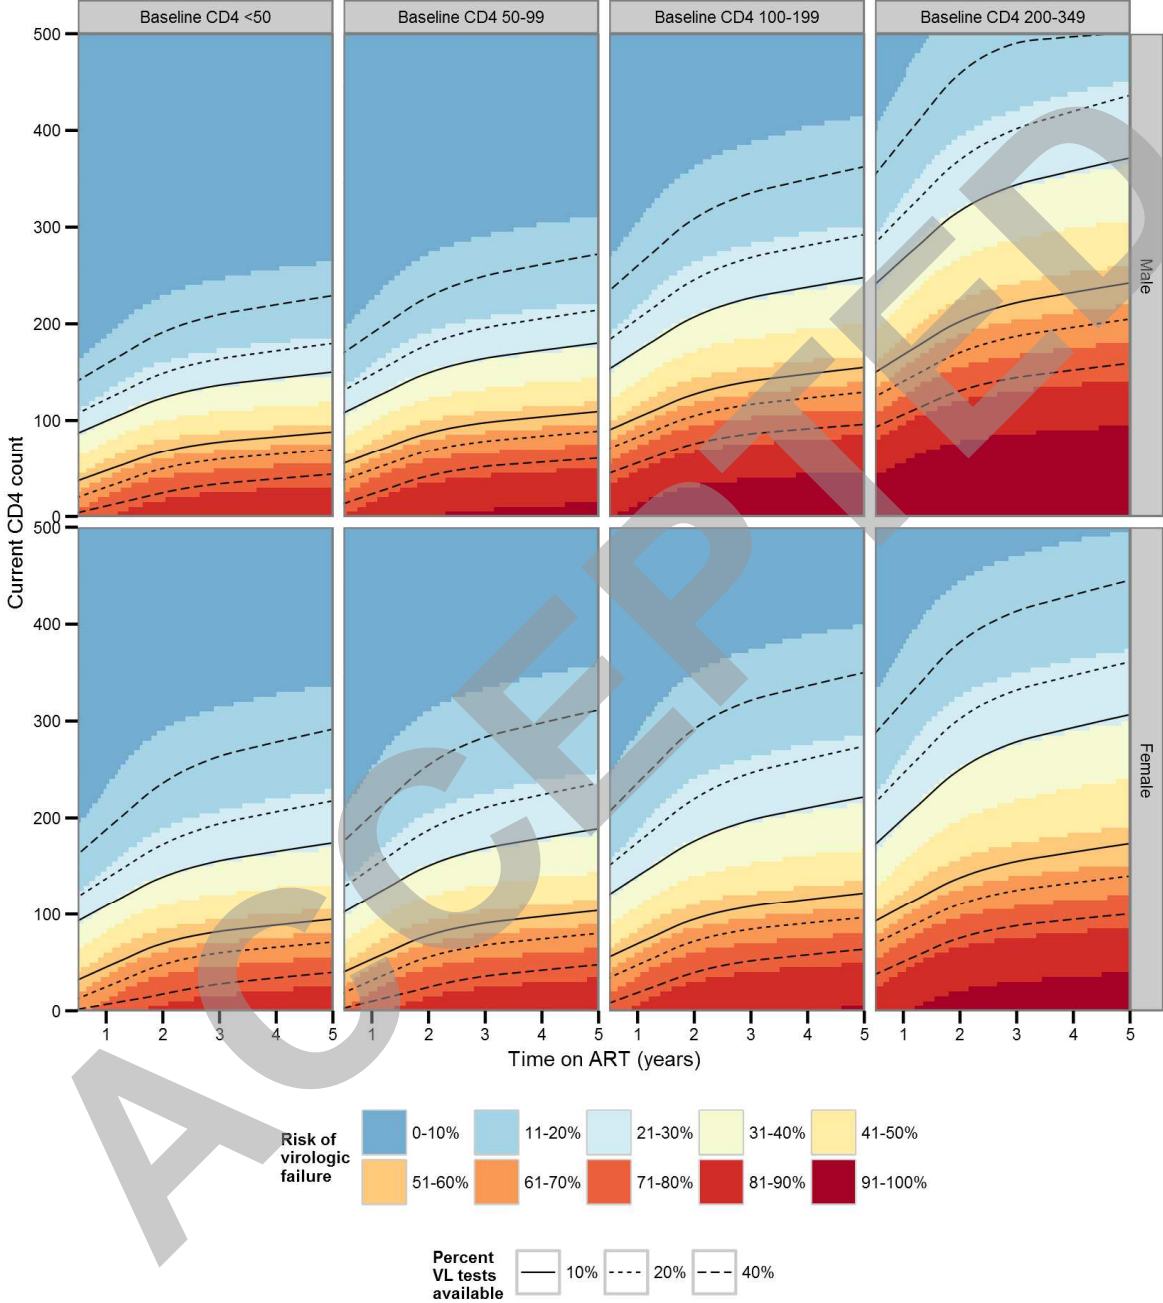 Baseline CD4 <50
Baseline CD4 50-99
Baseline CD4 100-199
Baseline CD4 200-349
500
400
300
200
100
0
Male
500
400
300
200
100
0
Female
Current CD4 count
1 2 3 4 5
1 2 3 4 5
1 2 3 4 5
1 2 3 4 5
Time on ART (years)
Risk of
virologic
failure
0-10%
11-20%
21-30%
31-40%
41-50%
51-60%
61-70%
71-80%
81-90%
91-100%
Percent
VL tests
available
10%
20%
40%
ACCEPTED